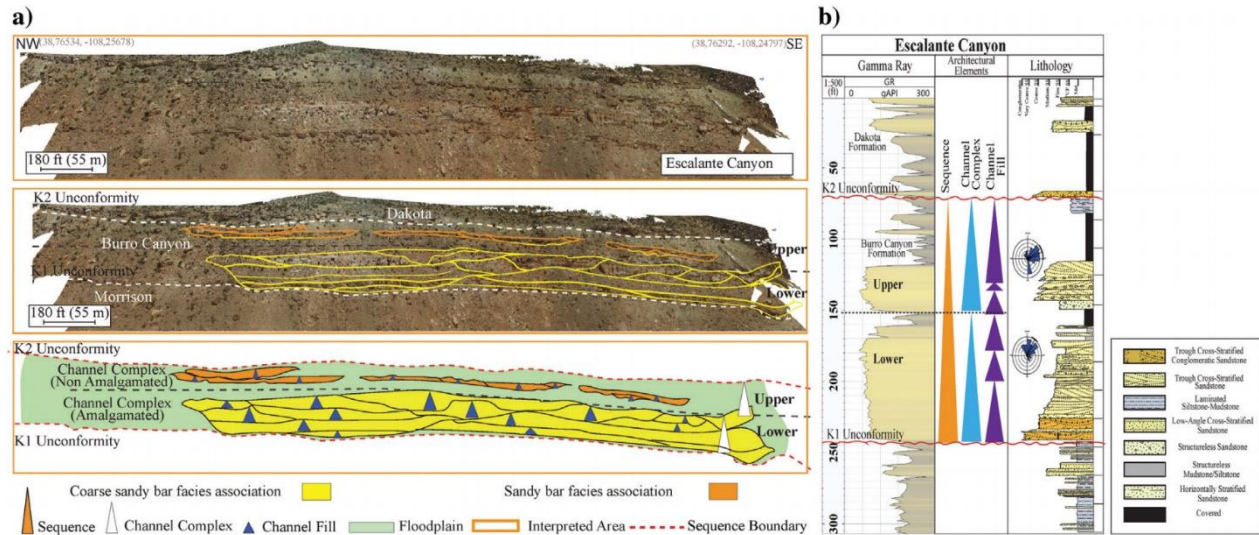 a)
NW(38,76534, -108,25678)
(38,76292, -108,24797)SE
180 ft (55 m)
Escalante Canyon
K2 Unconformity
Dakota
Burro Canyon
Upper
K1 Unconformity
Lower
Morrison
180 ft (55 m)
K2 Unconformity
Channel Complex
(Non Amalgamated)
Channel Complex
(Amalgamated)
Upper
Lower
K1 Unconformity
Coarse sandy bar facies association
Sandy bar facies association
Sequence
Channel Complex
Channel Fill
Floodplain
Interpreted Area
Sequence Boundary
b)
Escalante Canyon
Gamma Ray
Architectural
Elements
Lithology
1:500
(ft)
GR
0 gAPI 300
Conglomerate
Very Coarse
Coarse
Medium
Fine
V.F
Dakota
Formation
50
Sequence
Channel
Complex
Channel
Fill
K2 Unconformity
100
Burro Canyon
Formation
Upper
150
Lower
200
K1 Unconformity
250
300
Trough Cross-Stratified
Conglomeratic Sandstone
Trough Cross-Stratified
Sandstone
Laminated
Siltstone-Mudstone
Low-Angle Cross-Stratified
Sandstone
Structureless Sandstone
Structureless
Mudstone/Siltstone
Horizontally Stratified
Sandstone
Covered